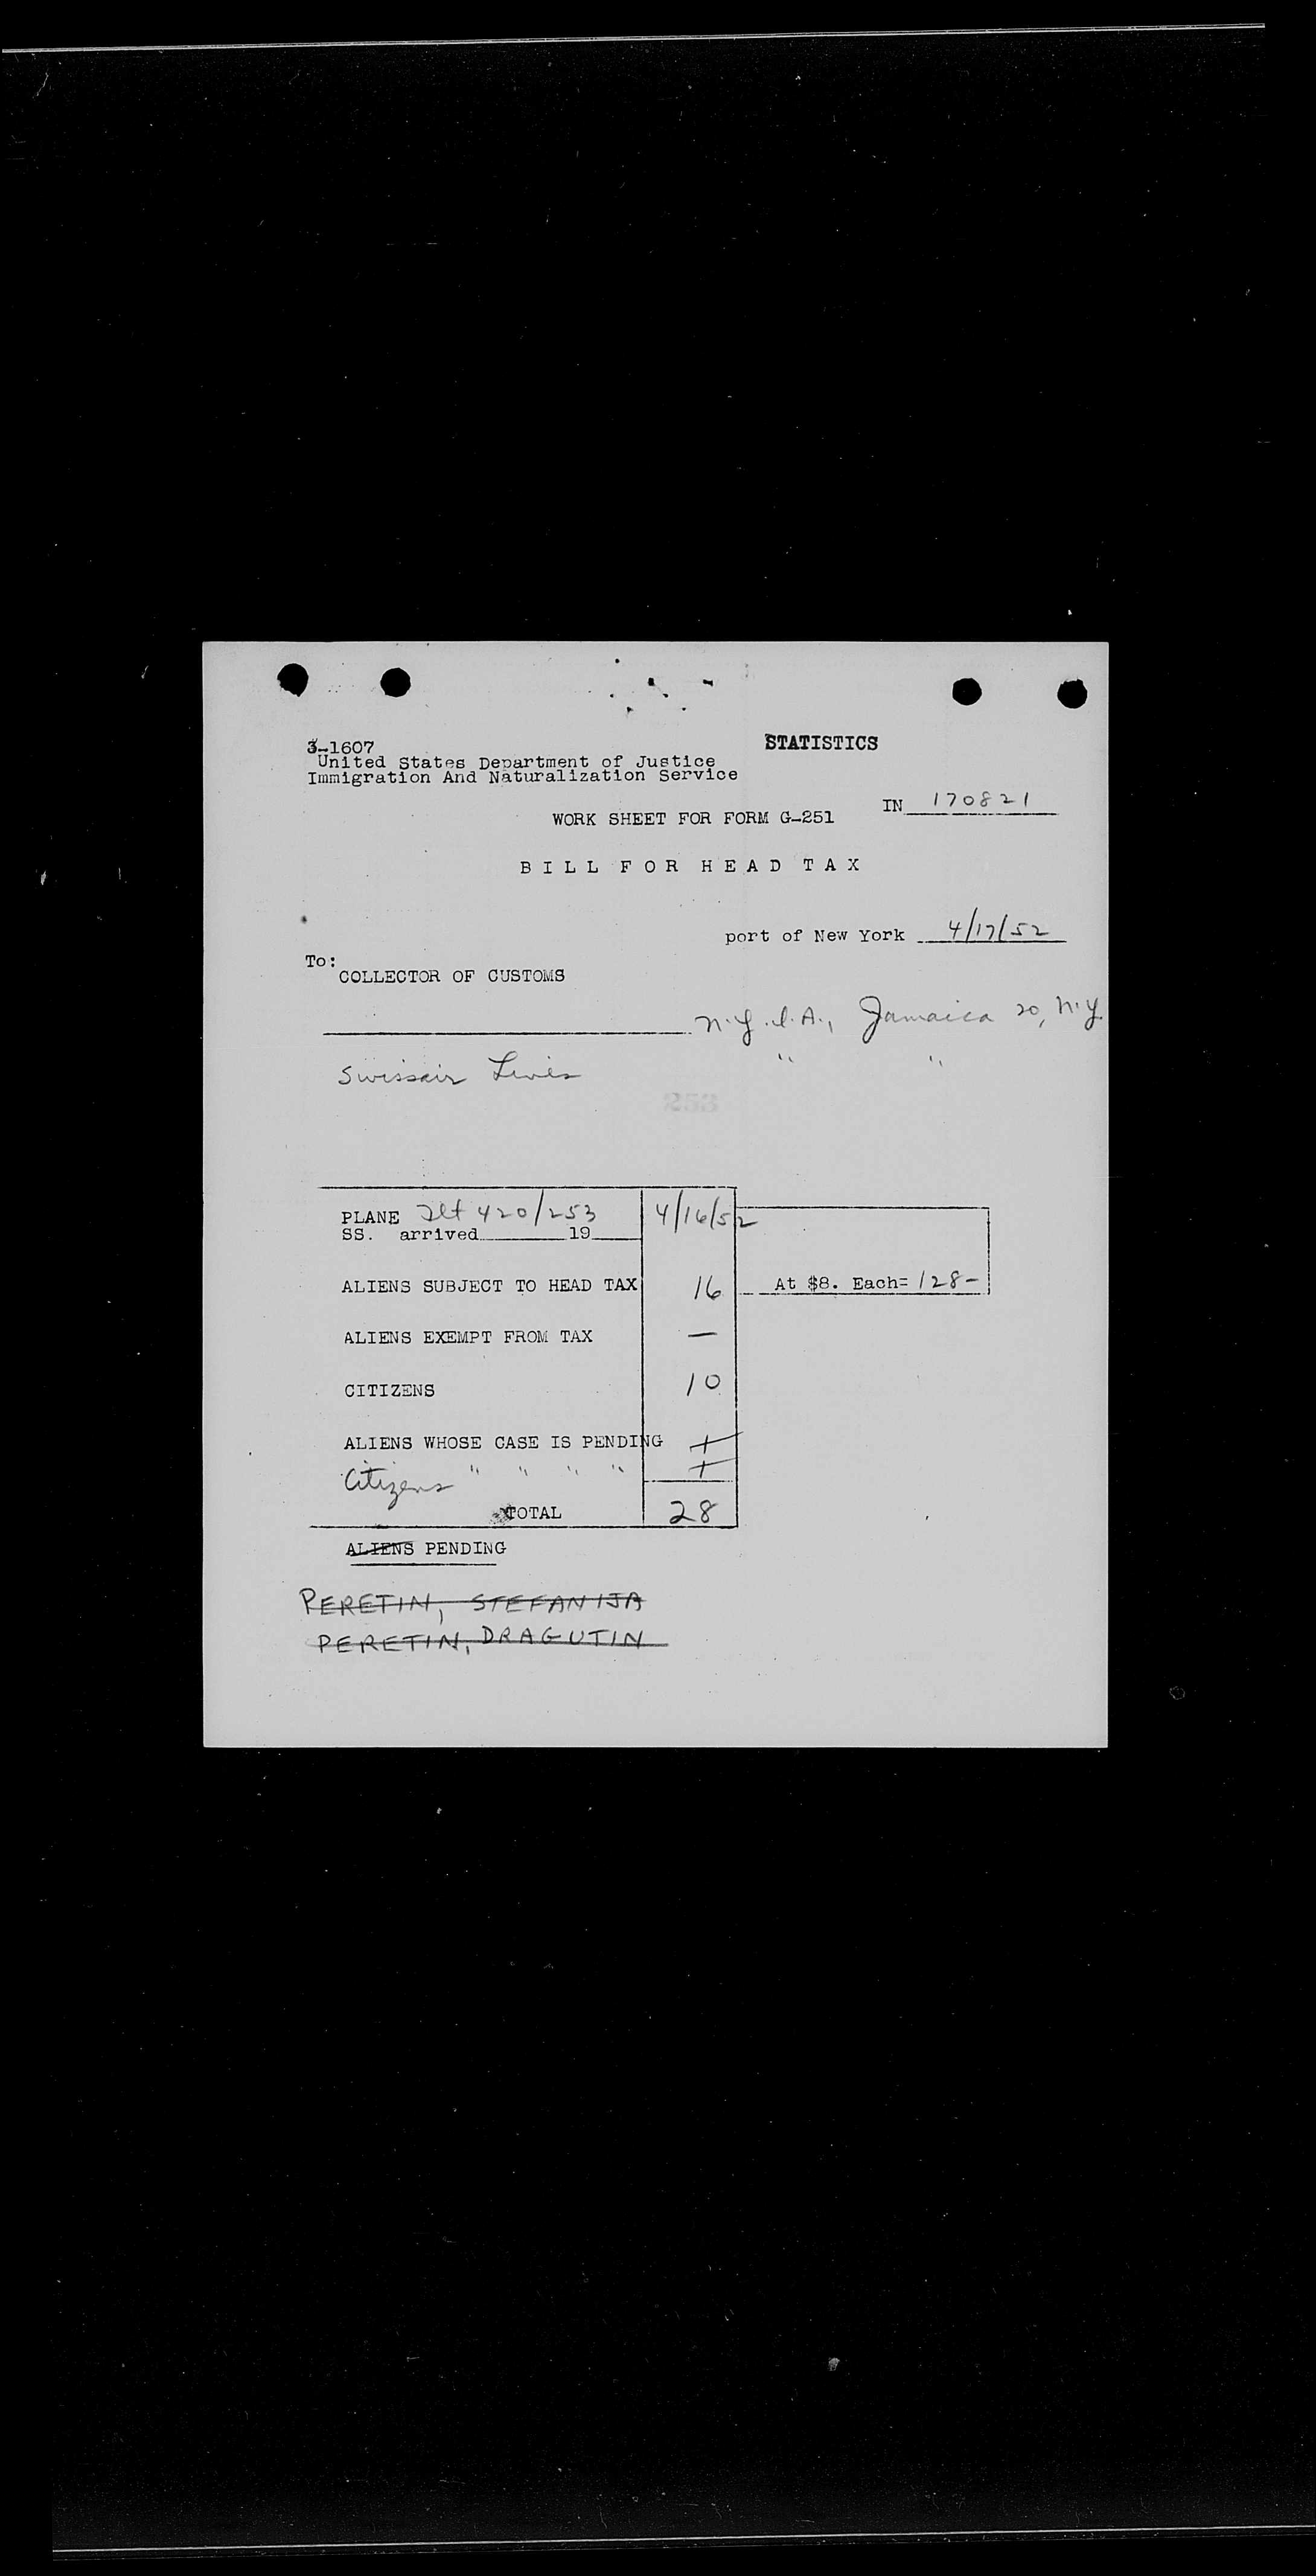 3-1607
STATISTICS
United States Department of Justice
Immigration And Naturalization Service
IN 170821
WORK SHEET FOR FORM G-251
BILL FOR HEAD TAX
port of New York 4/17/52
To:
COLLECTOR OF CUSTOMS
N.Y.I.A., Jamaica 20, N.Y.
Swissair Lines " "
PLANE Flt 420/253 4/16/52
SS. arrived 19
ALIENS SUBJECT TO HEAD TAX 16 At $8. Each= 128-
ALIENS EXEMPT FROM TAX —
CITIZENS 10
ALIENS WHOSE CASE IS PENDING 1
Citizens " " " " 1
TOTAL 28
ALIENS PENDING
PERETIN, STEFANIJA
PERETIN, DRAGUTIN